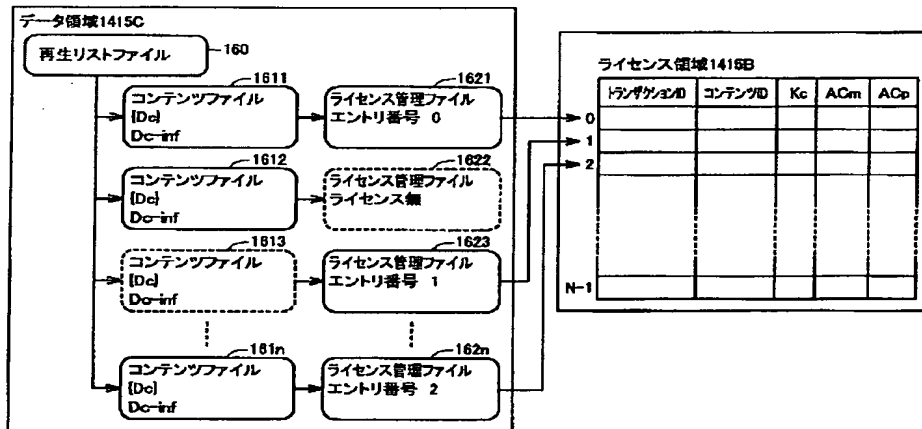 データ領域1415C
再生リストファイル
160
1611
コンテンツファイル
{Dc}
Dc-inf
1621
ライセンス管理ファイル
エントリ番号 0
1612
コンテンツファイル
{Dc}
Dc-inf
1622
ライセンス管理ファイル
ライセンス無
1613
コンテンツファイル
{Dc}
Dc-inf
1623
ライセンス管理ファイル
エントリ番号 1
161n
コンテンツファイル
{Dc}
Dc-inf
162n
ライセンス管理ファイル
エントリ番号 2
ライセンス領域1415B
トランザクションID コンテンツID Kc ACm ACp
0
1
2
N-1